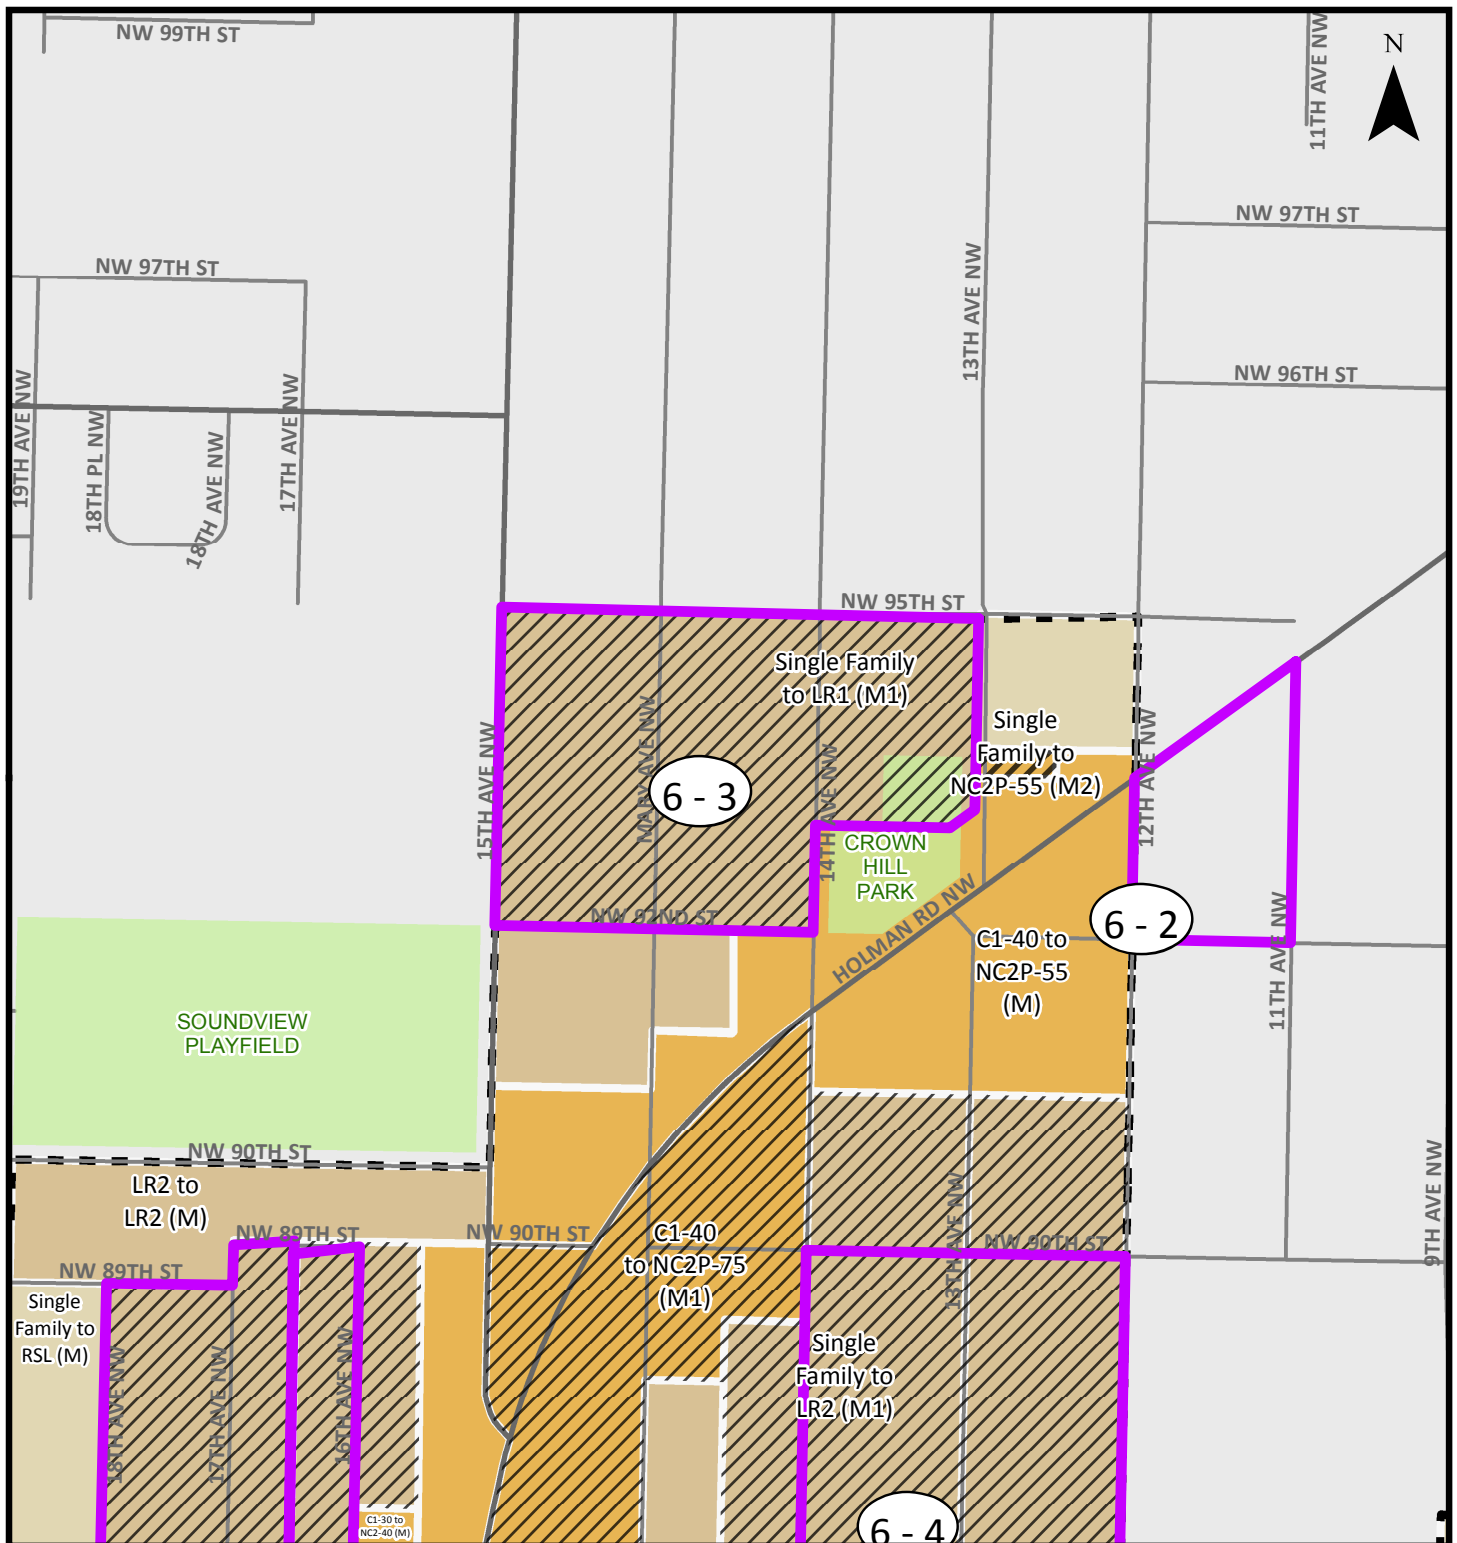 NW 99TH ST
N
11TH AVE NW
NW 97TH ST
13TH AVE NW
NW 97TH ST
NW 96TH ST
19TH AVE NW
18TH PL NW
18TH AVE NW
17TH AVE NW
NW 95TH ST
Single Family
to LR1 (M1)
Single
Family to
NC2P-55 (M2)
15TH AVE NW
MARY AVE NW
6 - 3
14TH AVE NW
12TH AVE NW
CROWN
HILL
PARK
HOLMAN RD NW
NW 92ND ST
6 - 2
C1-40 to
NC2P-55
(M)
11TH AVE NW
SOUNDVIEW
PLAYFIELD
NW 90TH ST
LR2 to
LR2 (M)
NW 89TH ST
NW 90TH ST
C1-40
to NC2P-75
(M1)
13TH AVE NW
NW 90TH ST
9TH AVE NW
NW 89TH ST
Single
Family to
RSL (M)
18TH AVE NW
17TH AVE NW
16TH AVE NW
Single
Family to
LR2 (M1)
C1-30 to
NC2-40 (M)
6 - 4